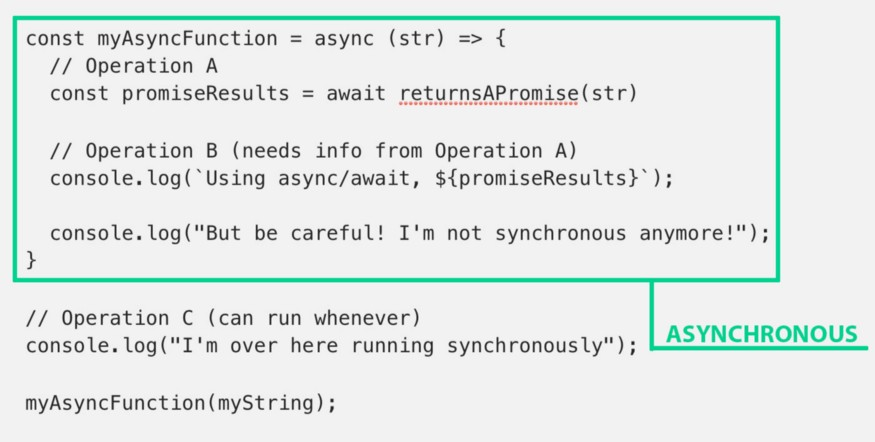 const myAsyncFunction = async (str) => {
// Operation A
const promiseResults = await returnsAPromise(str)
// Operation B (needs info from Operation A)
console.log(`Using async/await, ${promiseResults}`);
console.log("But be careful! I'm not synchronous anymore!");
}
// Operation C (can run whenever)
console.log("I'm over here running synchronously");
ASYNCHRONOUS
myAsyncFunction(myString);